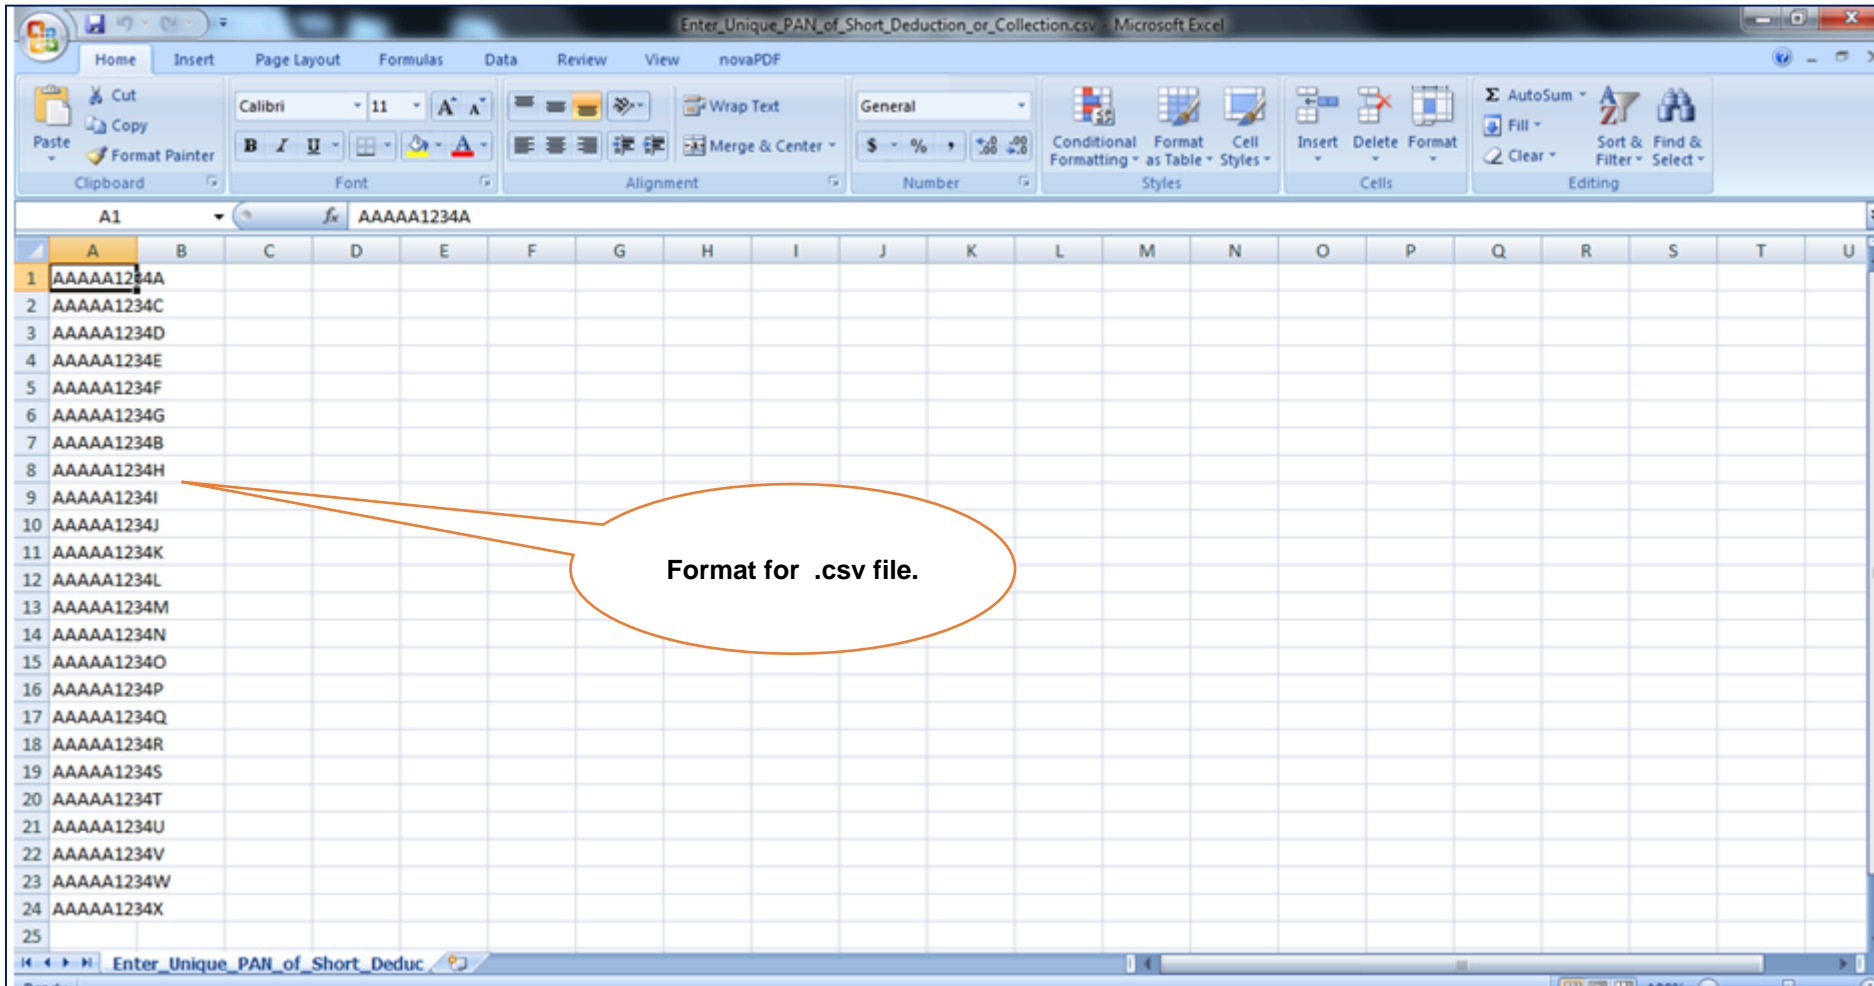 Enter_Unique_PAN_of_Short_Deduction_or_Collection.csv - Microsoft Excel
Home Insert Page Layout Formulas Data Review View novaPDF
Paste
Cut
Copy
Format Painter
Clipboard
Calibri 11 A A
B I U A
Font
Wrap Text
Merge & Center
Alignment
General
$ % , .0 .00 .00 .0
Number
Conditional Formatting
Format as Table
Cell Styles
Styles
Insert Delete Format
Cells
Σ AutoSum
Fill
Clear
Sort & Filter
Find & Select
Editing
A1 fx AAAAA1234A
A B C D E F G H I J K L M N O P Q R S T U
1 AAAAA1234A
2 AAAAA1234C
3 AAAAA1234D
4 AAAAA1234E
5 AAAAA1234F
6 AAAAA1234G
7 AAAAA1234B
8 AAAAA1234H
9 AAAAA1234I
10 AAAAA1234J
11 AAAAA1234K
12 AAAAA1234L
13 AAAAA1234M
14 AAAAA1234N
15 AAAAA1234O
16 AAAAA1234P
17 AAAAA1234Q
18 AAAAA1234R
19 AAAAA1234S
20 AAAAA1234T
21 AAAAA1234U
22 AAAAA1234V
23 AAAAA1234W
24 AAAAA1234X
25
Format for .csv file.
Enter_Unique_PAN_of_Short_Deduc